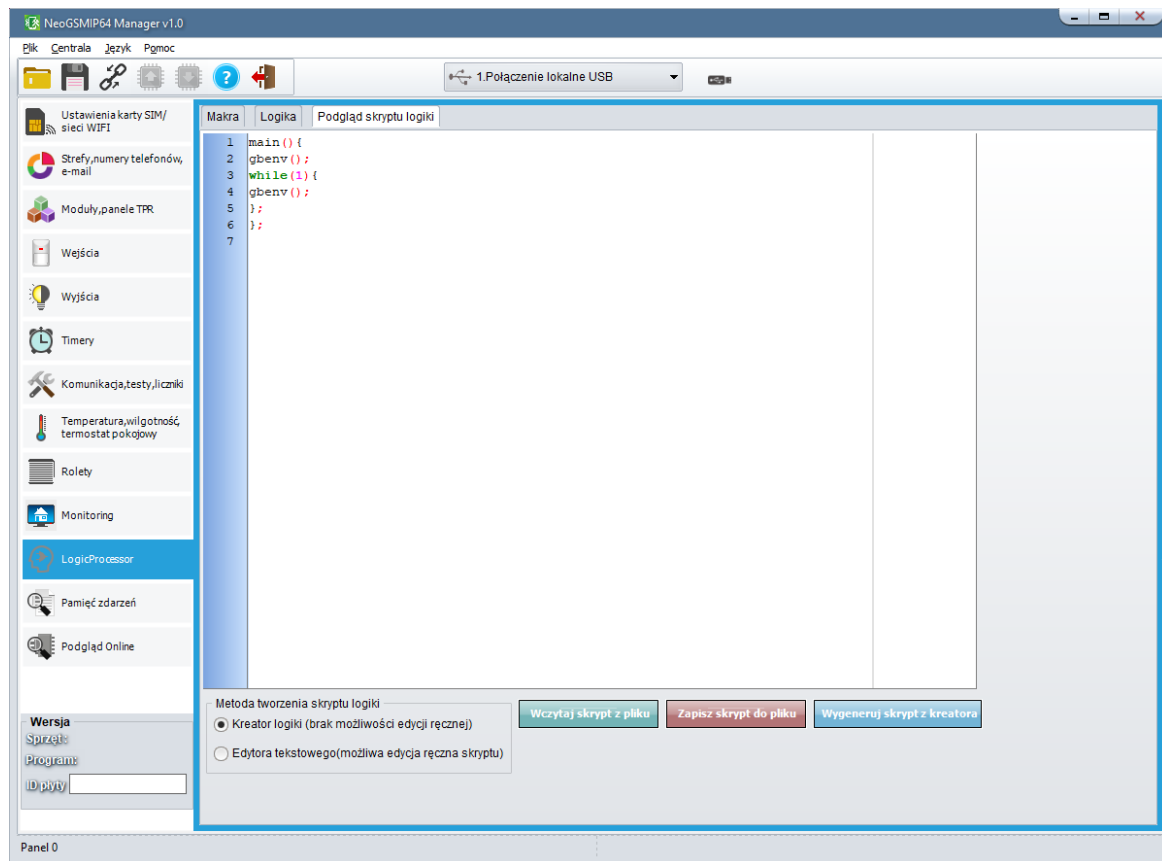 NeoGSMIP64 Manager v1.0
Plik Centrala Język Pomoc
1.Połączenie lokalne USB
Ustawienia karty SIM/
sieci WIFI
Strefy,numery telefonów,
e-mail
Moduły,panele TPR
Wejścia
Wyjścia
Timery
Komunikacja,testy,liczniki
Temperatura,wilgotność,
termostat pokojowy
Rolety
Monitoring
LogicProcessor
Pamięć zdarzeń
Podgląd Online
Wersja
Sprzęt:
Program:
ID płyty
Makra Logika Podgląd skryptu logiki
1 main(){
2 gbenv();
3 while(1){
4 gbenv();
5 };
6 };
7
Metoda tworzenia skryptu logiki
Kreator logiki (brak możliwości edycji ręcznej)
Edytora tekstowego(możliwa edycja ręczna skryptu)
Wczytaj skrypt z pliku Zapisz skrypt do pliku Wygeneruj skrypt z kreatora
Panel 0